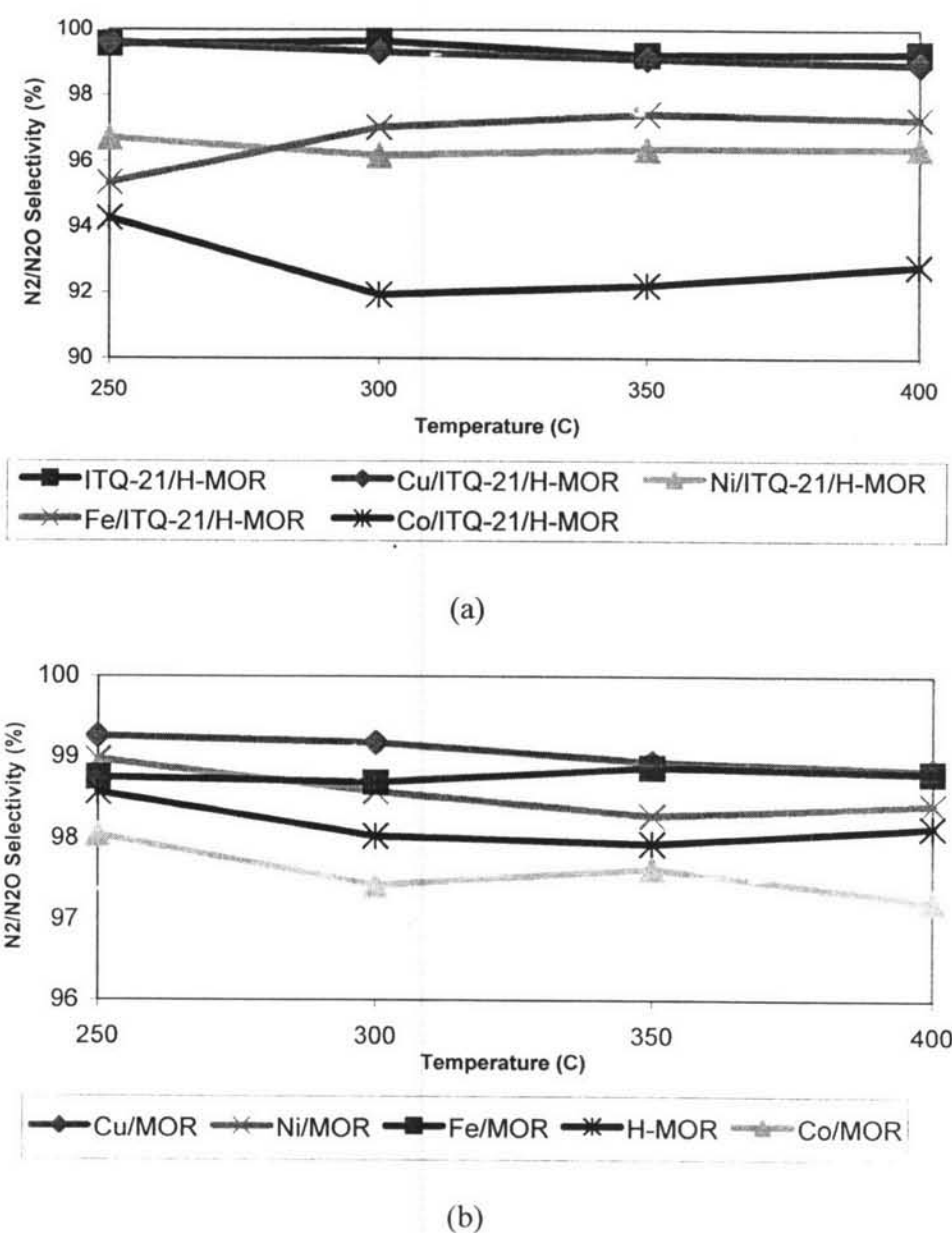 100
98
96
94
92
90
N2/N2O Selectivity (%)
250 300 350 400
Temperature (C)
ITQ-21/H-MOR Cu/ITQ-21/H-MOR Ni/ITQ-21/H-MOR
Fe/ITQ-21/H-MOR Co/ITQ-21/H-MOR
(a)
100
99
98
97
96
N2/N2O Selectivity (%)
250 300 350 400
Temperature (C)
Cu/MOR Ni/MOR Fe/MOR H-MOR Co/MOR
(b)